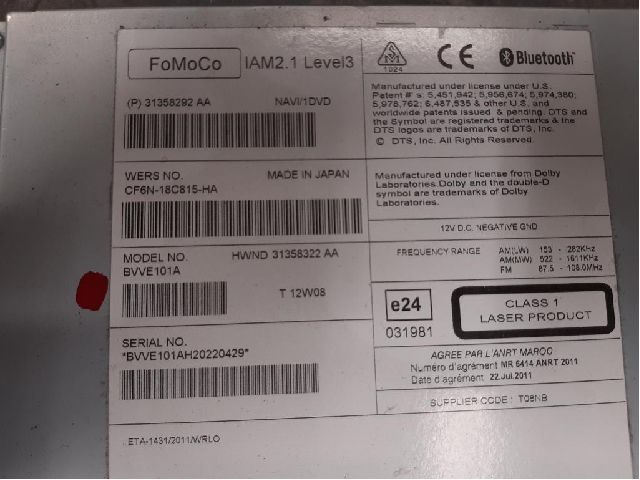 FoMoCo IAM2.1 Level3
(P) 31358292 AA NAVI/1DVD
WERS NO. MADE IN JAPAN
CF6N-18C815-HA
MODEL NO. HWND 31358322 AA
BVVE101A
T 12W08
SERIAL NO.
*BVVE101AH20220429*
ETA-1431/2011/WRLO
1024
CE Bluetooth
Manufactured under license under U.S.
Patent #'s: 5,451,942; 5,956,674; 5,974,380;
5,978,762; 6,487,535 & other U.S. and
worldwide patents issued & pending. DTS and
the Symbol are registered trademarks & the
DTS logos are trademarks of DTS, Inc.
© DTS, Inc. All Rights Reserved.
Manufactured under license from Dolby
Laboratories. Dolby and the double-D
symbol are trademarks of Dolby
Laboratories.
12V D.C. NEGATIVE GND
FREQUENCY RANGE AM(LW) 153 - 282KHz
AM(MW) 522 - 1611KHz
FM 87.5 - 108.0MHz
e24
031981
CLASS 1
LASER PRODUCT
AGREE PAR L'ANRT MAROC
Numéro d'agrément MR 6414 ANRT 2011
Date d'agrément 22.Jul.2011
SUPPLIER CODE : T08NB